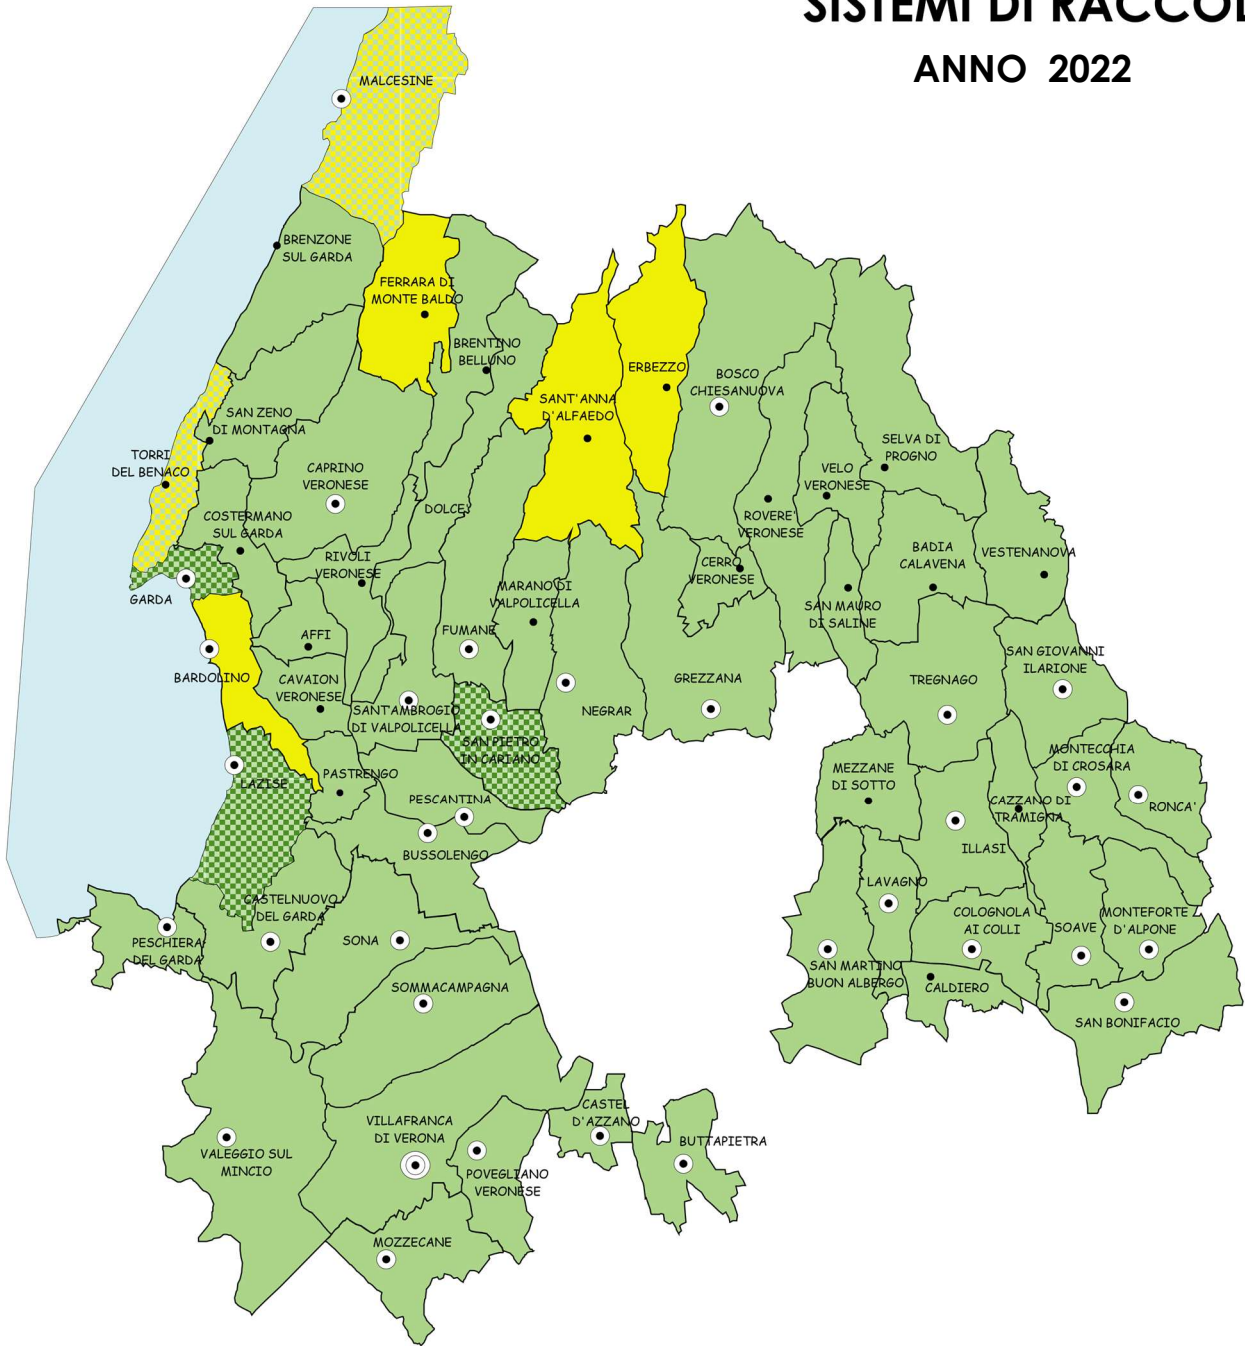 SISTEMI DI RACCOL
ANNO 2022
MALCESINE
BRENZONE
SUL GARDA
FERRARA DI
MONTE BALDO
BRENTINO
BELLUNO
SANT'ANNA
D'ALFAEDO
ERBEZZO
BOSCO
CHIESANUOVA
SAN ZENO
DI MONTAGNA
TORRI
DEL BENACO
CAPRINO
VERONESE
DOLCE'
SELVA DI
PROGNO
VELO
VERONESE
ROVERE'
VERONESE
COSTERMANO
SUL GARDA
RIVOLI
VERONESE
CERRO
VERONESE
BADIA
CALAVENA
VESTENANOVA
MARANO DI
VALPOLICELLA
SAN MAURO
DI SALINE
GARDA
AFFI
FUMANE
BARDOLINO
CAVAION
VERONESE
GREZZANA
TREGNAGO
SAN GIOVANNI
ILARIONE
SANT'AMBROGIO
DI VALPOLICELLA
NEGRAR
SAN PIETRO
IN CARIANO
LAZISE
PASTRENGO
PESCANTINA
BUSSOLENGO
MEZZANE
DI SOTTO
MONTECCHIA
DI CROSARA
CAZZANO DI
TRAMIGNA
RONCA'
ILLASI
LAVAGNO
CASTELNUOVO
DEL GARDA
COLOGNOLA
AI COLLI
SOAVE
MONTEFORTE
D'ALPONE
PESCHIERA
DEL GARDA
SONA
SAN MARTINO
BUON ALBERGO
CALDIERO
SOMMACAMPAGNA
SAN BONIFACIO
CASTEL
D'AZZANO
VILLAFRANCA
DI VERONA
BUTTAPIETRA
VALEGGIO SUL
MINCIO
POVEGLIANO
VERONESE
MOZZECANE